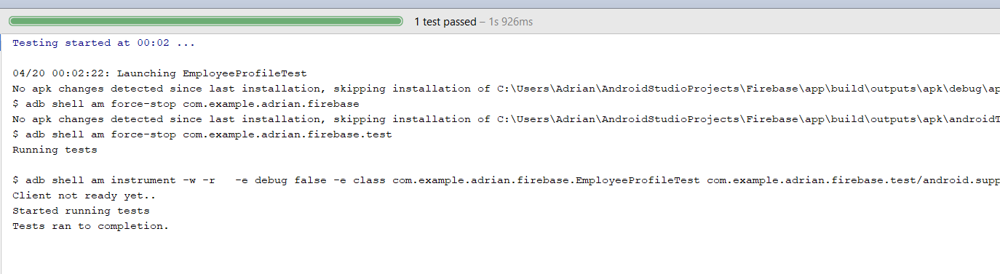 1 test passed – 1s 926ms
Testing started at 00:02 ...
04/20 00:02:22: Launching EmployeeProfileTest
No apk changes detected since last installation, skipping installation of C:\Users\Adrian\AndroidStudioProjects\Firebase\app\build\outputs\apk\debug\ap
$ adb shell am force-stop com.example.adrian.firebase
No apk changes detected since last installation, skipping installation of C:\Users\Adrian\AndroidStudioProjects\Firebase\app\build\outputs\apk\androidT
$ adb shell am force-stop com.example.adrian.firebase.test
Running tests
$ adb shell am instrument -w -r   -e debug false -e class com.example.adrian.firebase.EmployeeProfileTest com.example.adrian.firebase.test/android.supp
Client not ready yet..
Started running tests
Tests ran to completion.